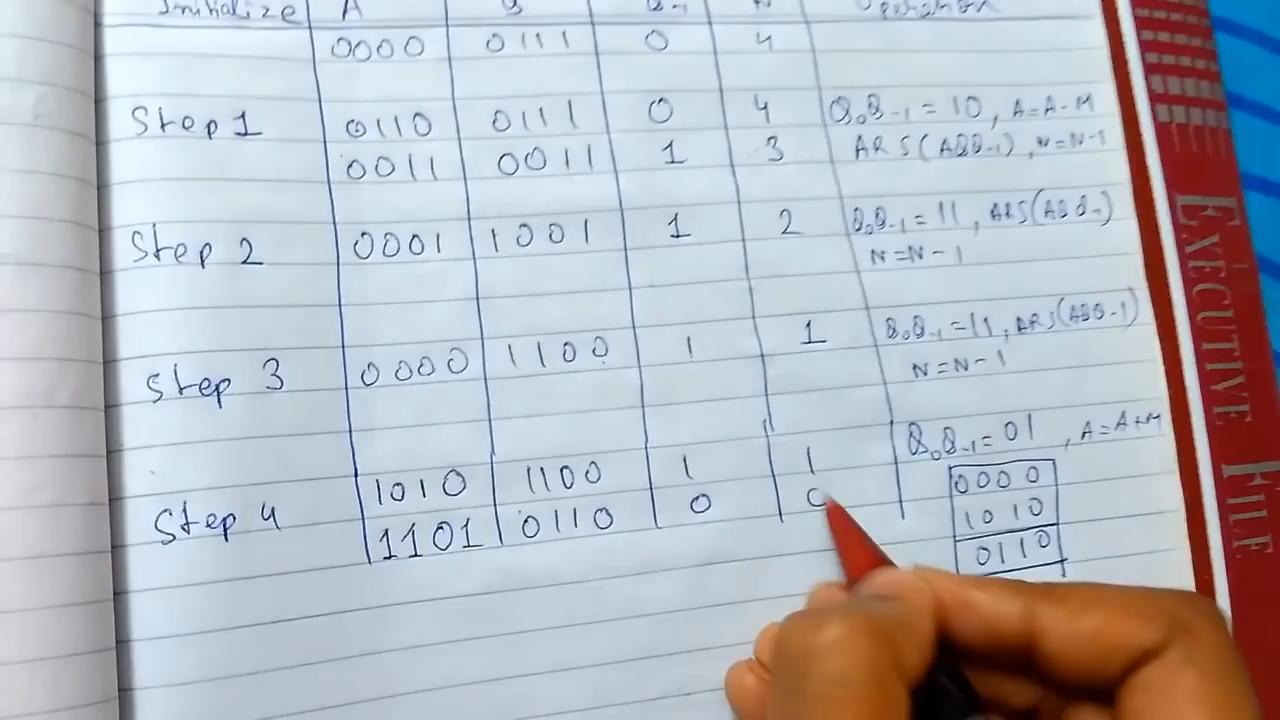 Initialize A Q Q-1 N Operation
0000 0111 0 4
Step 1 0110 0111 0 4 Q₀Q-1 = 10, A=A-M
0011 0011 1 3 ARS(AQQ-1), N=N-1
Step 2 0001 1001 1 2 Q₀Q-1 = 11, ARS(AQQ-1)
N=N-1
Step 3 0000 1100 1 1 Q₀Q-1=11, ARS(AQQ-1)
N=N-1
Q₀Q-1=01, A=A+M
Step 4 1010 1100 1 1
1101 0110 0 0
0000
1010
0110
EXECUTIVE FILE